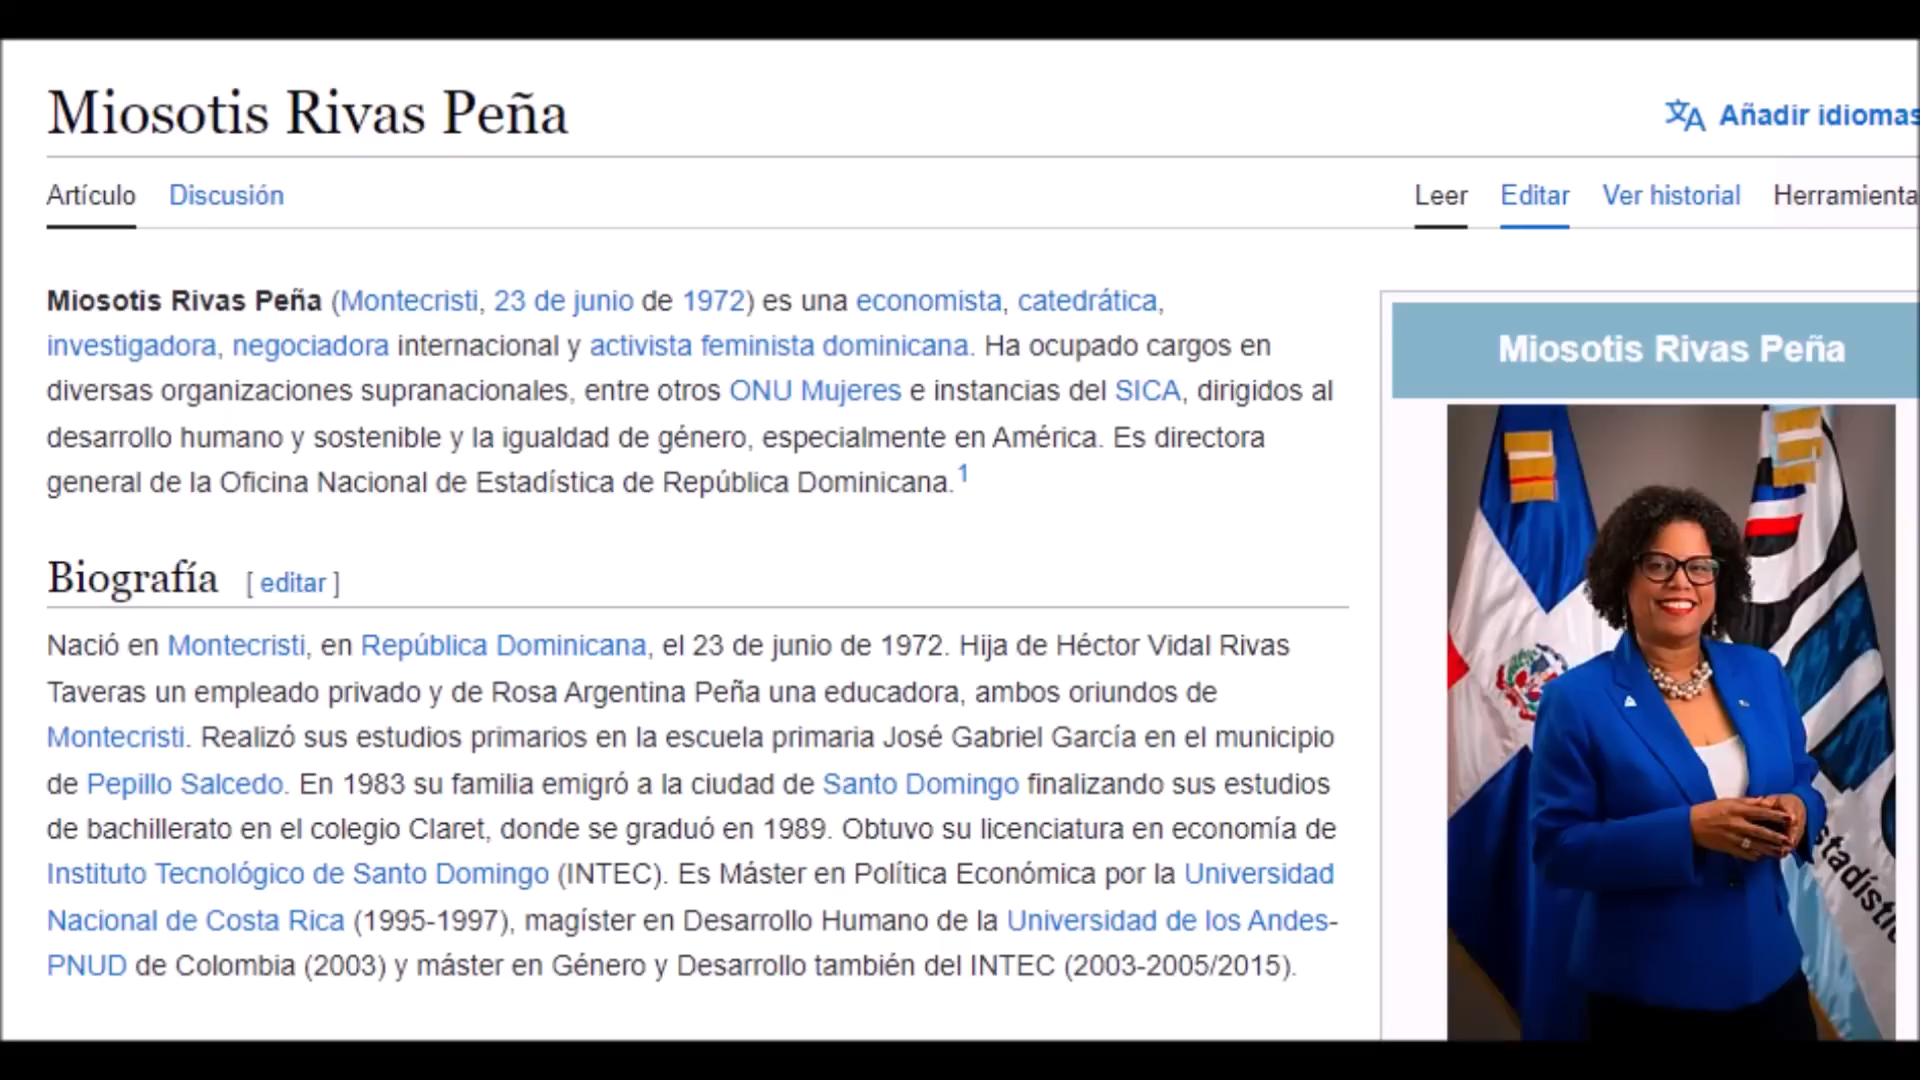 Miosotis Rivas Peña
Añadir idiomas
Artículo Discusión Leer Editar Ver historial Herramienta
Miosotis Rivas Peña (Montecristi, 23 de junio de 1972) es una economista, catedrática,
investigadora, negociadora internacional y activista feminista dominicana. Ha ocupado cargos en
diversas organizaciones supranacionales, entre otros ONU Mujeres e instancias del SICA, dirigidos al
desarrollo humano y sostenible y la igualdad de género, especialmente en América. Es directora
general de la Oficina Nacional de Estadística de República Dominicana.1
Biografía [ editar ]
Nació en Montecristi, en República Dominicana, el 23 de junio de 1972. Hija de Héctor Vidal Rivas
Taveras un empleado privado y de Rosa Argentina Peña una educadora, ambos oriundos de
Montecristi. Realizó sus estudios primarios en la escuela primaria José Gabriel García en el municipio
de Pepillo Salcedo. En 1983 su familia emigró a la ciudad de Santo Domingo finalizando sus estudios
de bachillerato en el colegio Claret, donde se graduó en 1989. Obtuvo su licenciatura en economía de
Instituto Tecnológico de Santo Domingo (INTEC). Es Máster en Política Económica por la Universidad
Nacional de Costa Rica (1995-1997), magíster en Desarrollo Humano de la Universidad de los Andes-
PNUD de Colombia (2003) y máster en Género y Desarrollo también del INTEC (2003-2005/2015).
Miosotis Rivas Peña
stadístic